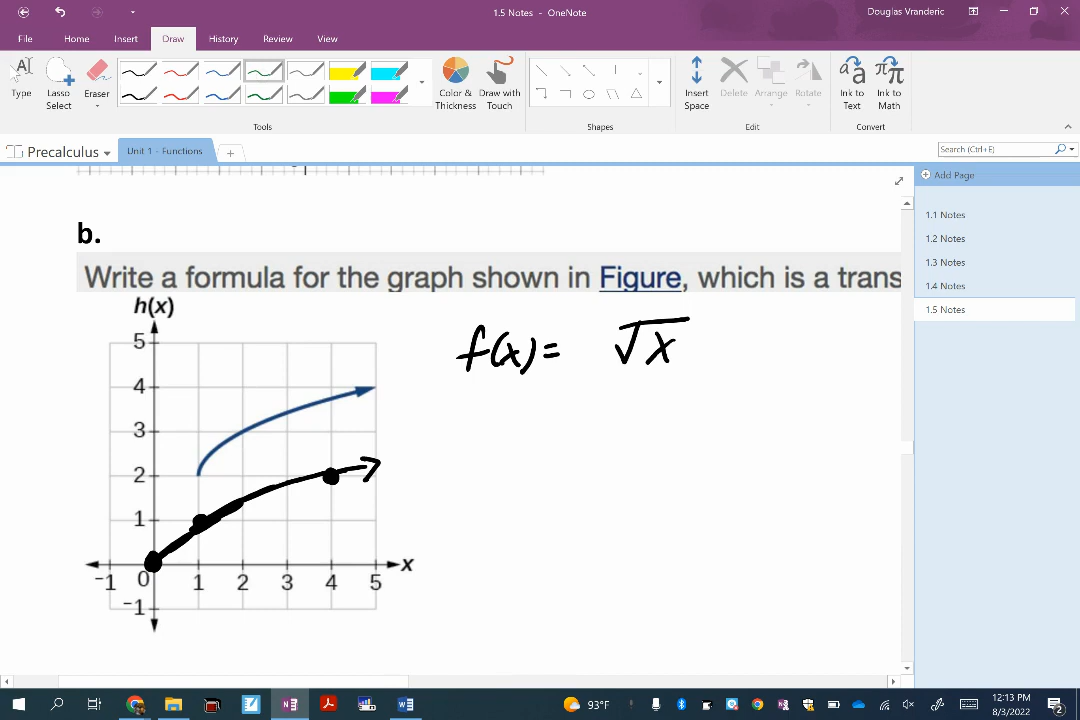 1.5 Notes - OneNote
Douglas Vranderic
File Home Insert Draw History Review View
Type
Lasso Select
Eraser
Color & Thickness
Draw with Touch
Insert Space
Delete
Arrange
Rotate
Ink to Text
Ink to Math
Tools
Shapes
Edit
Convert
Precalculus
Unit 1 - Functions
Search (Ctrl+E)
Add Page
1.1 Notes
1.2 Notes
1.3 Notes
1.4 Notes
1.5 Notes
b.
Write a formula for the graph shown in Figure, which is a trans
h(x)
f(x)= √x
5
4
3
2
1
-1 0 1 2 3 4 5 x
-1
93°F
12:13 PM
8/3/2022
2